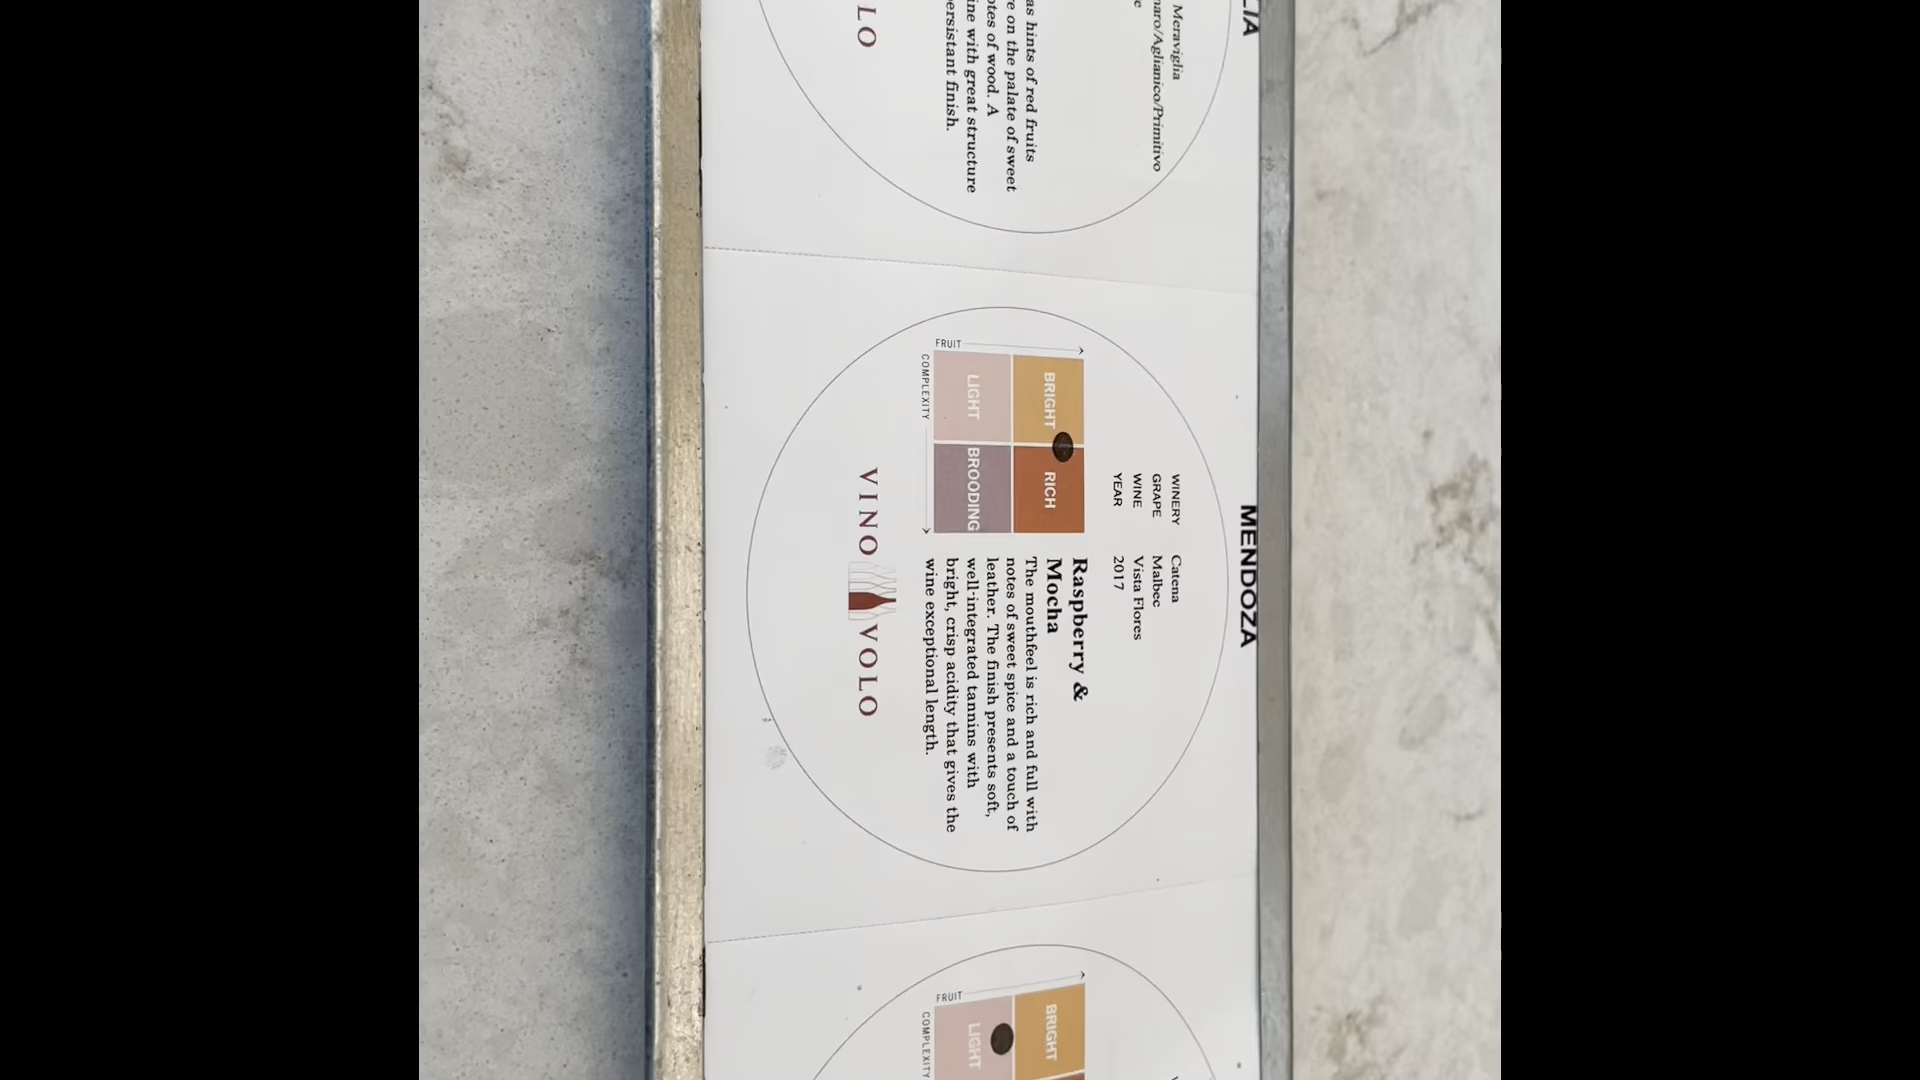 LIA
Meraviglia
naro/Aglianico/Primitivo
e
as hints of red fruits
re on the palate of sweet
otes of wood. A
ine with great structure
ersistant finish.
LO
MENDOZA
WINERY Catena
GRAPE Malbec
WINE Vista Flores
YEAR 2017
FRUIT
BRIGHT RICH
LIGHT BROODING
COMPLEXITY
Raspberry &
Mocha
The mouthfeel is rich and full with
notes of sweet spice and a touch of
leather. The finish presents soft,
well-integrated tannins with
bright, crisp acidity that gives the
wine exceptional length.
VINO VOLO
FRUIT
BRIGHT
LIGHT
COMPLEXITY